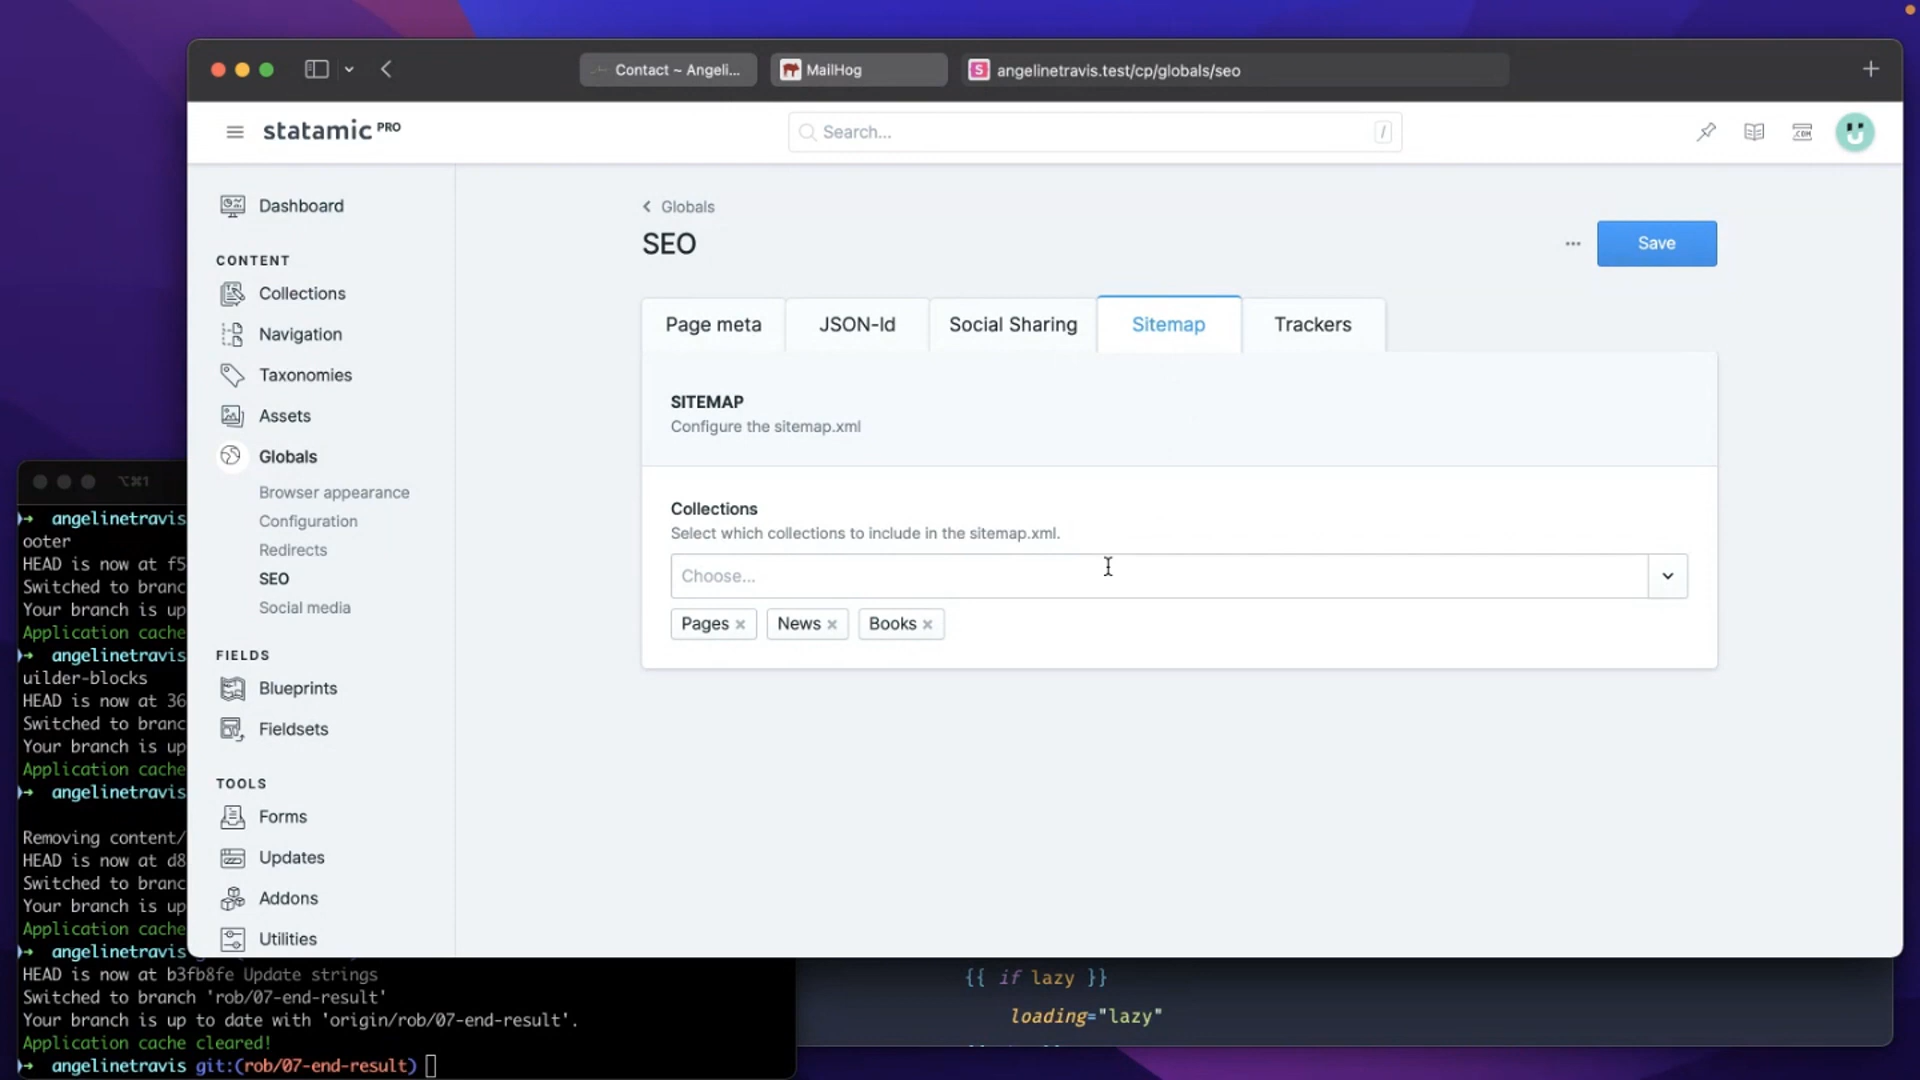 Contact ~ Angeli...
MailHog
angelinetravis.test/cp/globals/seo
statamic PRO
Search...
/
.COM
Dashboard
CONTENT
Collections
Navigation
Taxonomies
Assets
Globals
Browser appearance
Configuration
Redirects
SEO
Social media
FIELDS
Blueprints
Fieldsets
TOOLS
Forms
Updates
Addons
Utilities
Globals
SEO
Save
Page meta
JSON-ld
Social Sharing
Sitemap
Trackers
SITEMAP
Configure the sitemap.xml
Collections
Select which collections to include in the sitemap.xml.
Choose...
Pages ×
News ×
Books ×
⌥⌘1
➜ angelinetravis
ooter
HEAD is now at f5
Switched to branc
Your branch is up
Application cache
➜ angelinetravis
uilder-blocks
HEAD is now at 36
Switched to branc
Your branch is up
Application cache
➜ angelinetravis
Removing content/
HEAD is now at d8
Switched to branc
Your branch is up
Application cache
➜ angelinetravis
HEAD is now at b3fb8fe Update strings
Switched to branch 'rob/07-end-result'
Your branch is up to date with 'origin/rob/07-end-result'.
Application cache cleared!
➜ angelinetravis git:(rob/07-end-result)
{{ if lazy }}
loading="lazy"